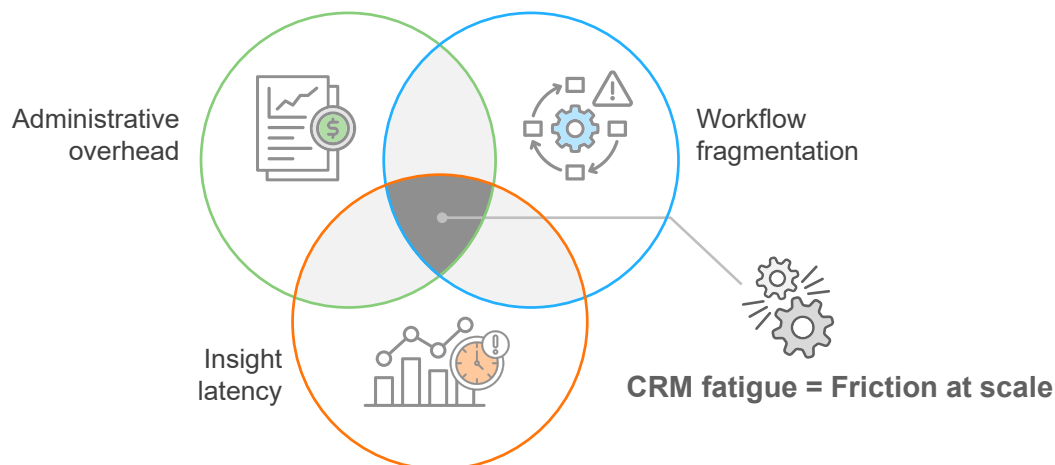 Administrative
overhead
$
Workflow
fragmentation
Insight
latency
CRM fatigue = Friction at scale